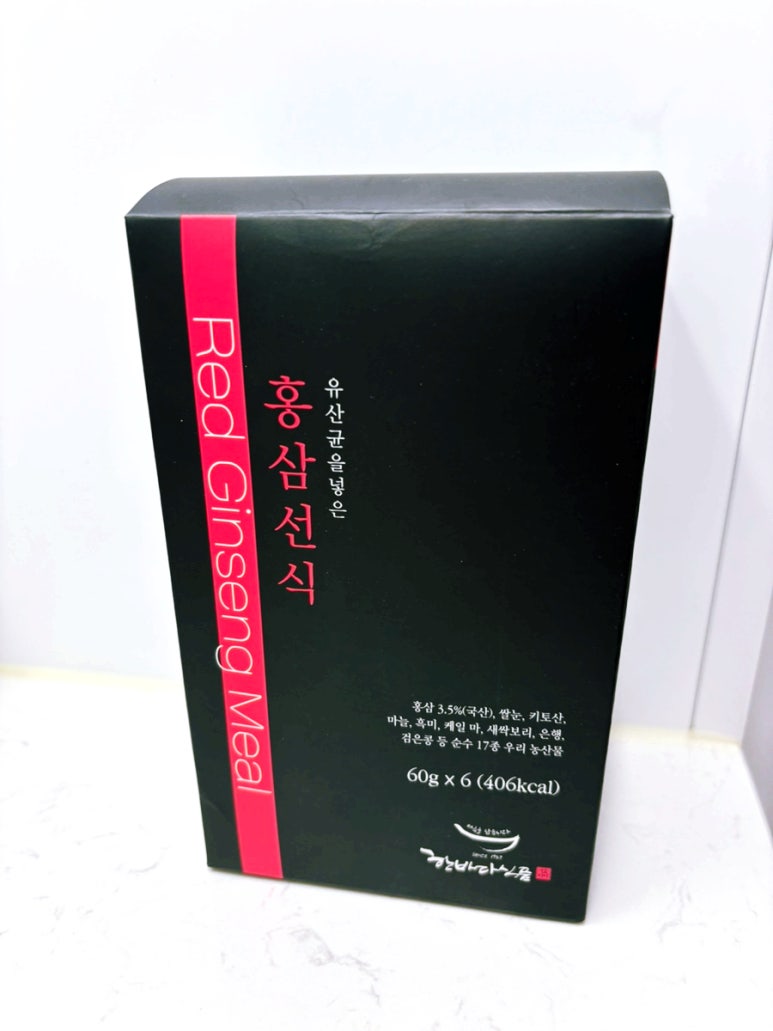 Red Ginseng Meal
유산균을넣은
홍삼선식
홍삼 3.5%(국산), 쌀눈, 키토산,
마늘, 흑미, 케일 마, 새싹보리, 은행,
검은콩 등 순수 17종 우리 농산물
60g x 6 (406kcal)